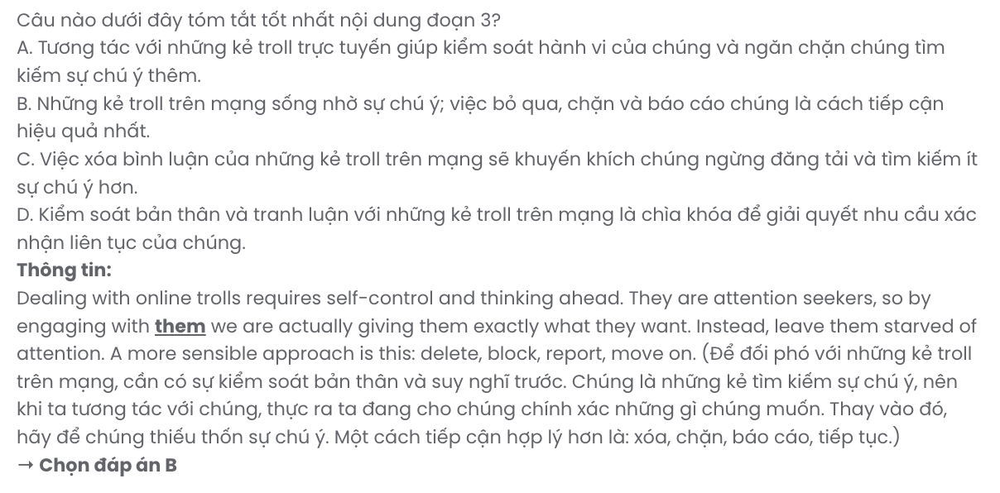 Câu nào dưới đây tóm tắt tốt nhất nội dung đoạn 3?
A. Tương tác với những kẻ troll trực tuyến giúp kiểm soát hành vi của chúng và ngăn chặn chúng tìm
kiếm sự chú ý thêm.
B. Những kẻ troll trên mạng sống nhờ sự chú ý; việc bỏ qua, chặn và báo cáo chúng là cách tiếp cận
hiệu quả nhất.
C. Việc xóa bình luận của những kẻ troll trên mạng sẽ khuyến khích chúng ngừng đăng tải và tìm kiếm ít
sự chú ý hơn.
D. Kiểm soát bản thân và tranh luận với những kẻ troll trên mạng là chìa khóa để giải quyết nhu cầu xác
nhận liên tục của chúng.
Thông tin:
Dealing with online trolls requires self-control and thinking ahead. They are attention seekers, so by
engaging with them we are actually giving them exactly what they want. Instead, leave them starved of
attention. A more sensible approach is this: delete, block, report, move on. (Để đối phó với những kẻ troll
trên mạng, cần có sự kiểm soát bản thân và suy nghĩ trước. Chúng là những kẻ tìm kiếm sự chú ý, nên
khi ta tương tác với chúng, thực ra ta đang cho chúng chính xác những gì chúng muốn. Thay vào đó,
hãy để chúng thiếu thốn sự chú ý. Một cách tiếp cận hợp lý hơn là: xóa, chặn, báo cáo, tiếp tục.)
→ Chọn đáp án B